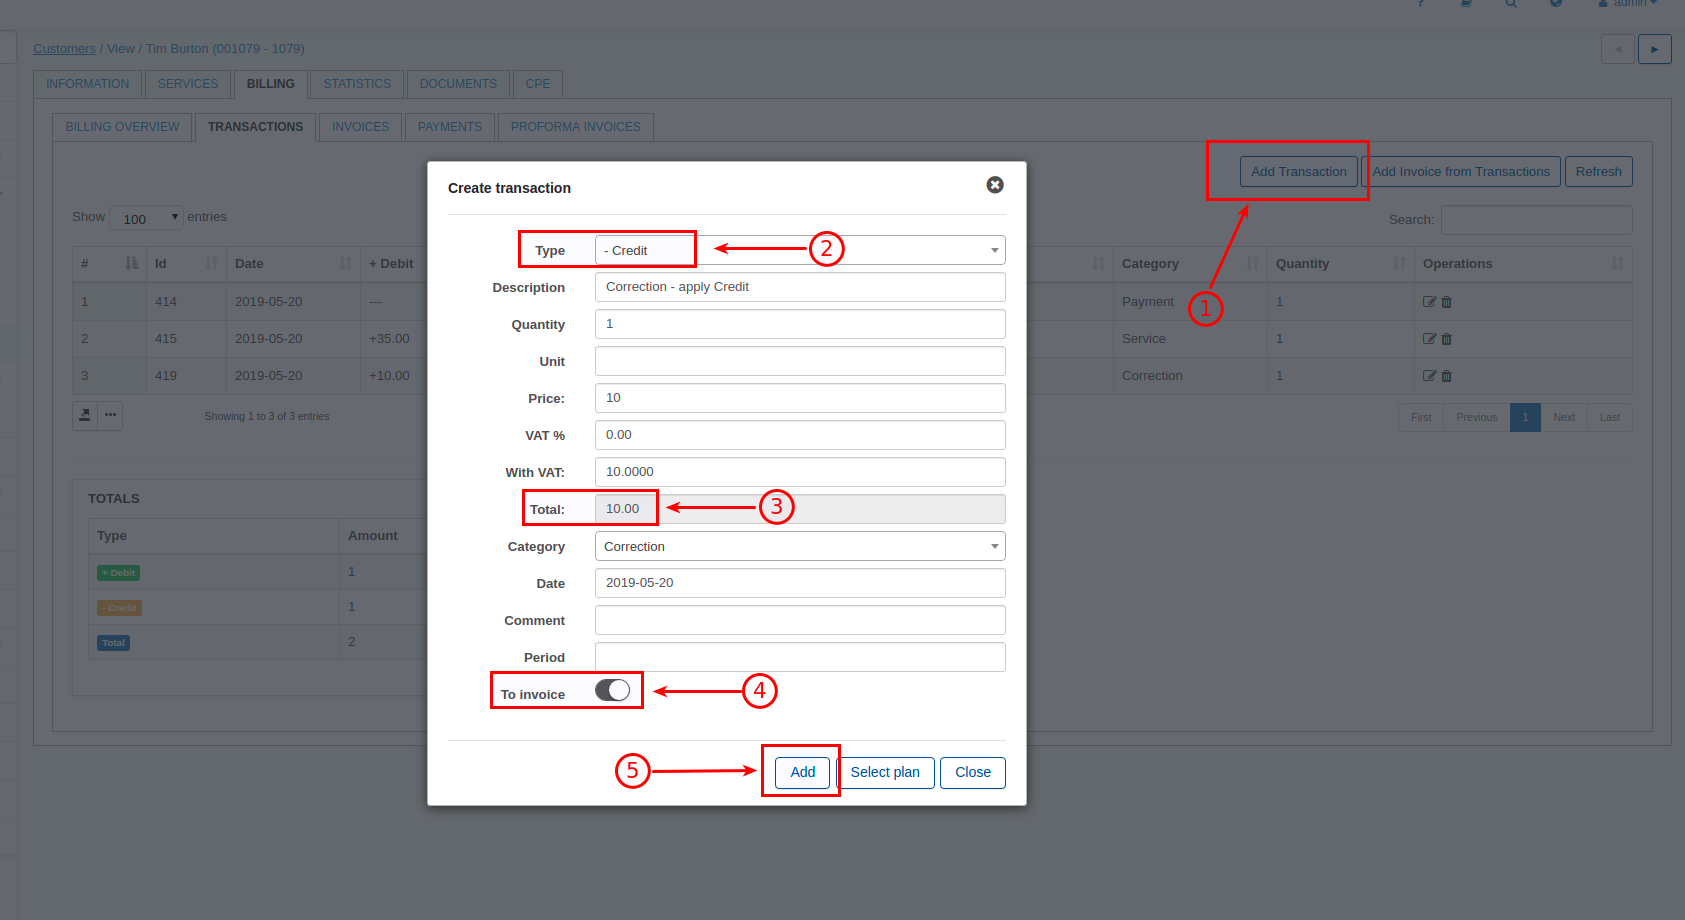 ? admin
Customers / View / Tim Burton (001079 - 1079)
◄ ►
INFORMATION SERVICES BILLING STATISTICS DOCUMENTS CPE
BILLING OVERVIEW TRANSACTIONS INVOICES PAYMENTS PROFORMA INVOICES
Add Transaction Add Invoice from Transactions Refresh
Show 100 entries
Search:
# Id Date + Debit Category Quantity Operations
1 414 2019-05-20 --- Payment 1
2 415 2019-05-20 +35.00 Service 1
3 419 2019-05-20 +10.00 Correction 1
Showing 1 to 3 of 3 entries
First Previous 1 Next Last
TOTALS
Type Amount
+ Debit 1
- Credit 1
Total 2
Create transaction
Type - Credit
Description Correction - apply Credit
Quantity 1
Unit
Price: 10
VAT % 0.00
With VAT: 10.0000
Total: 10.00
Category Correction
Date 2019-05-20
Comment
Period
To invoice
Add Select plan Close
1
2
3
4
5